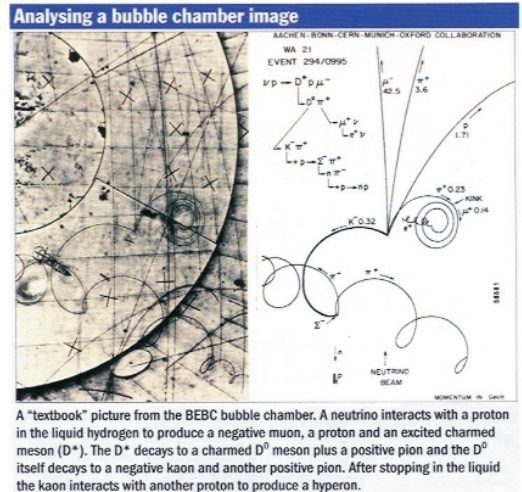 Analysing a bubble chamber image
AACHEN-BONN-CERN-MUNICH-OXFORD COLLABORATION
WA 21
EVENT 294/0995
νp → D*pμ⁻
D⁰π⁺
μ⁺ν
e⁺ν
K⁻π⁺
+p → Σ⁻π⁺
nπ⁻
+p → np
μ⁻
42.5
π⁺
3.6
p
1.71
π⁺0.23
KINK
μ⁺0.14
e⁺
K⁻0.32
π⁻
π⁺
Σ⁻
n
p
NEUTRINO
BEAM
MOMENTUM IN GeV/c
A “textbook” picture from the BEBC bubble chamber. A neutrino interacts with a proton
in the liquid hydrogen to produce a negative muon, a proton and an excited charmed
meson (D*). The D* decays to a charmed D⁰ meson plus a positive pion and the D⁰
itself decays to a negative kaon and another positive pion. After stopping in the liquid
the kaon interacts with another proton to produce a hyperon.